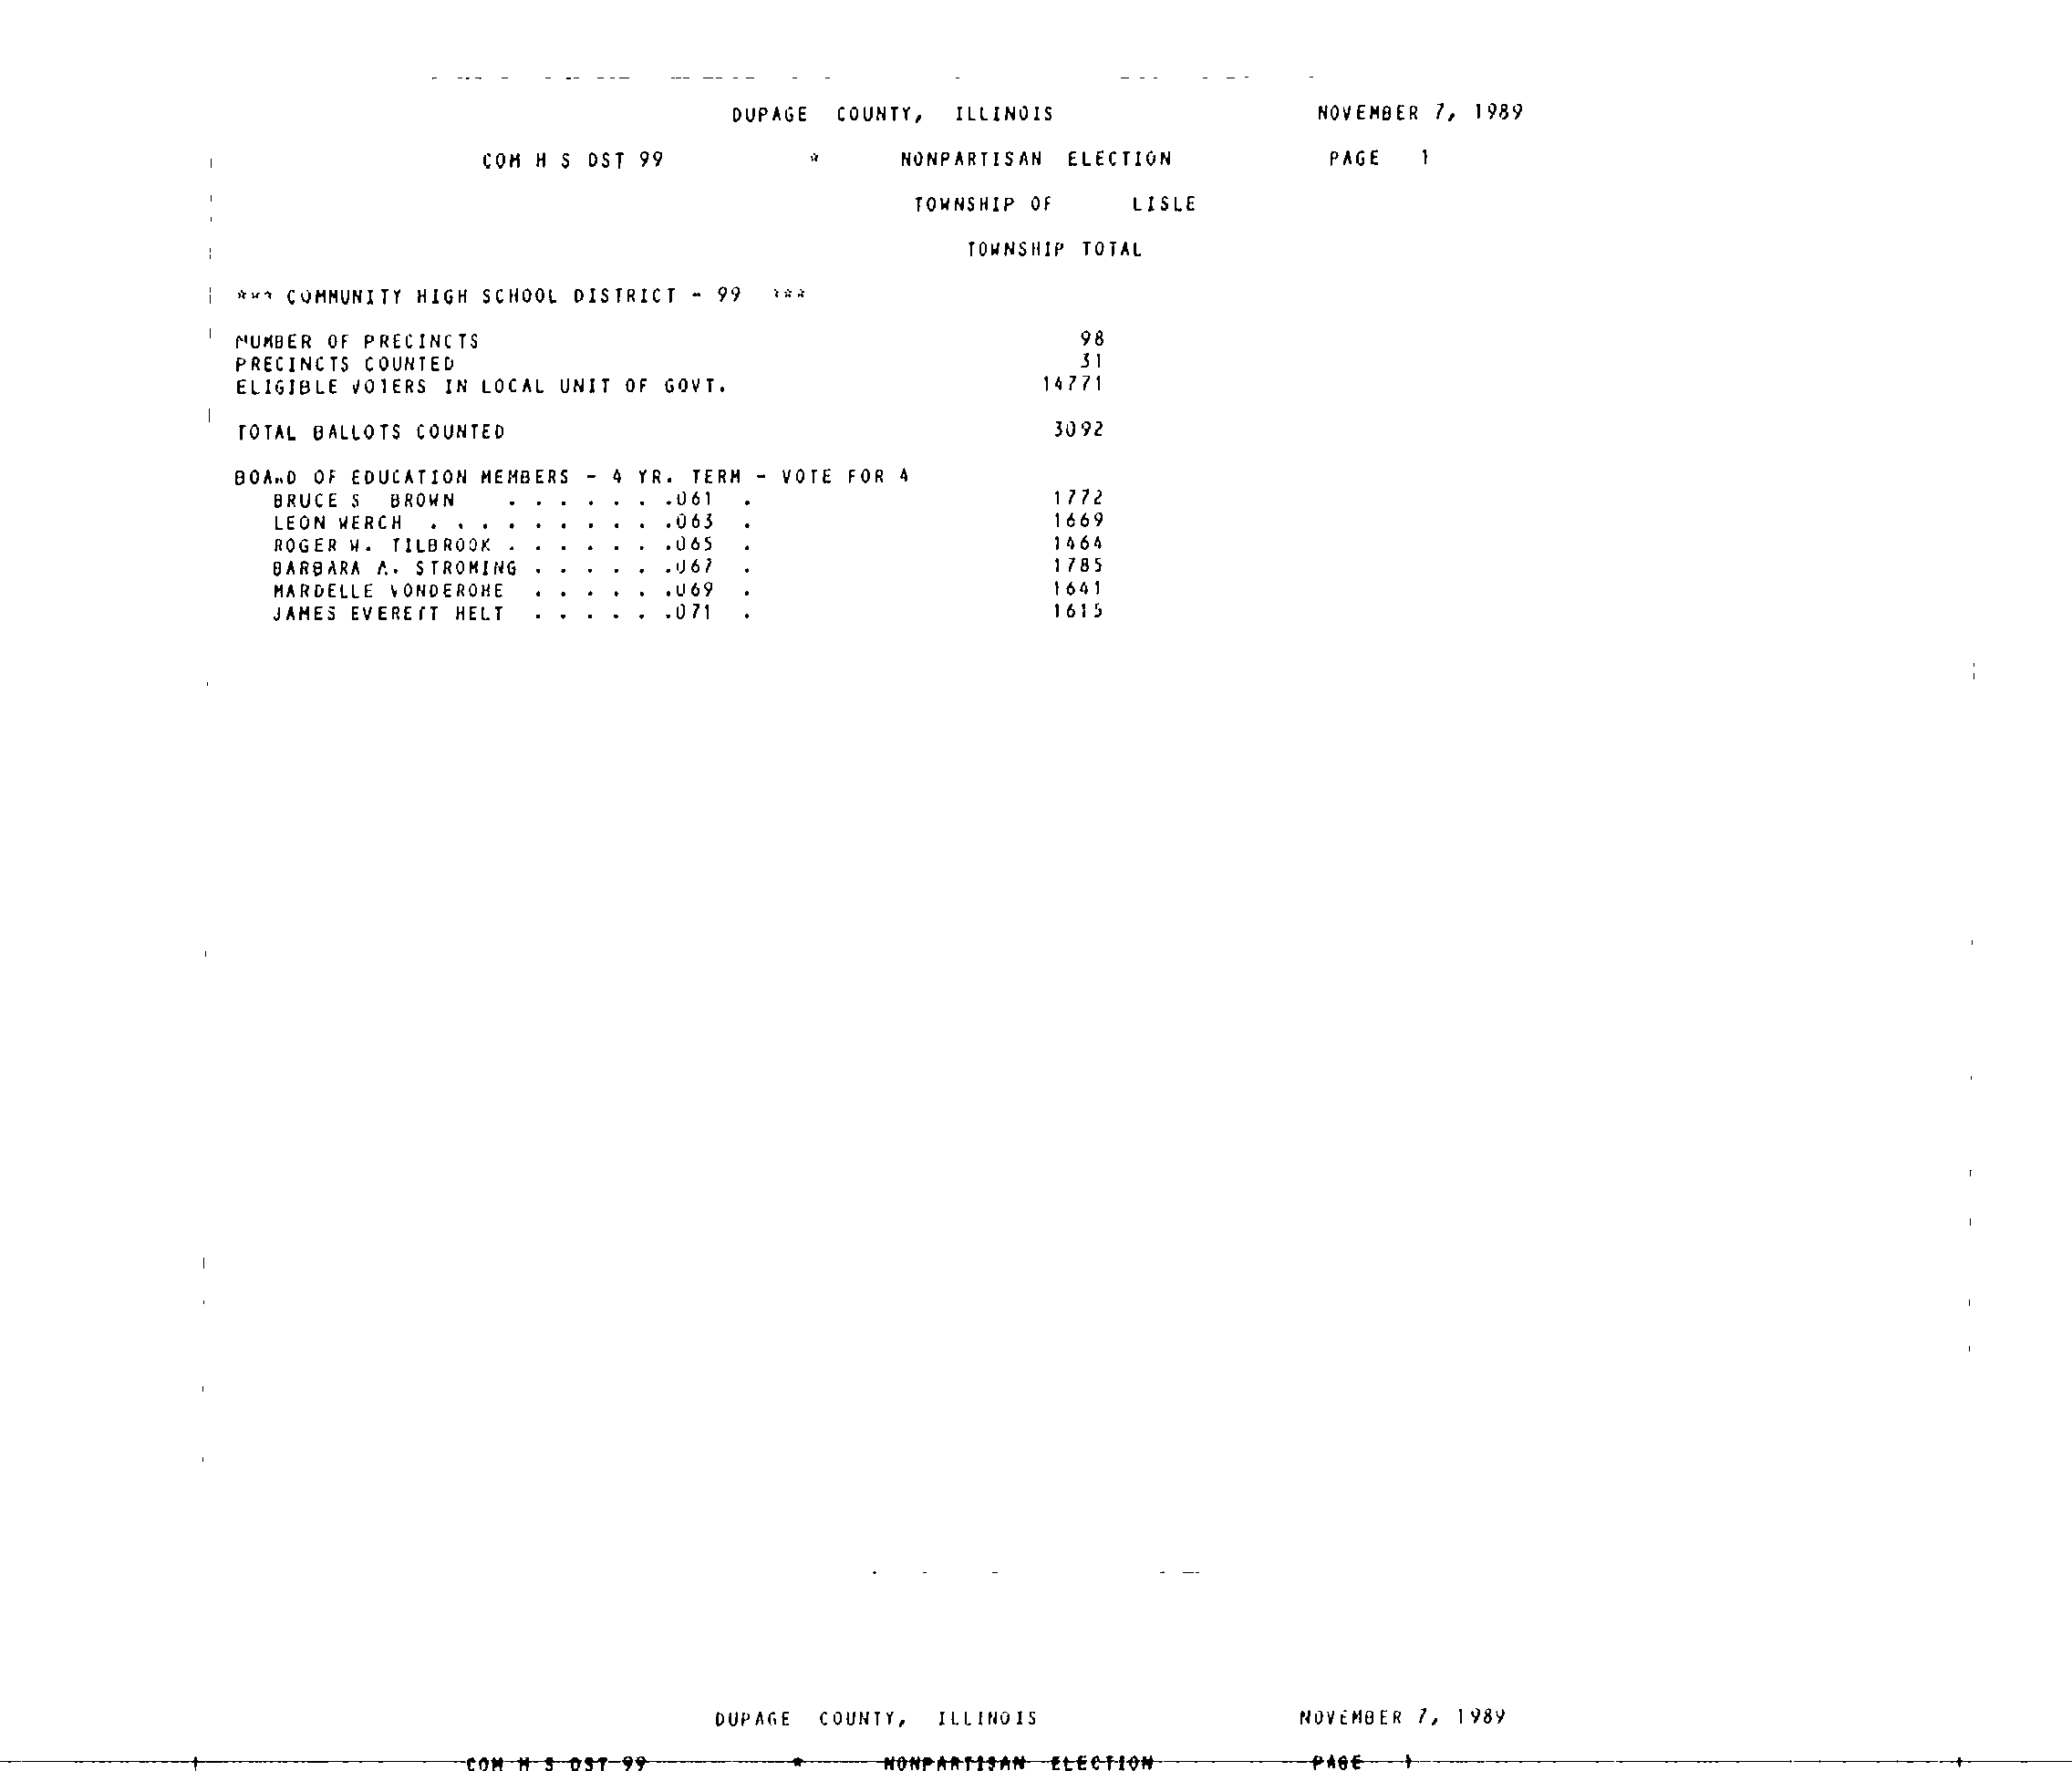 DUPAGE COUNTY, ILLINOIS NOVEMBER 7, 1989
COM H S DST 99 * NONPARTISAN ELECTION PAGE 1
TOWNSHIP OF LISLE
TOWNSHIP TOTAL
*** COMMUNITY HIGH SCHOOL DISTRICT - 99 ***
NUMBER OF PRECINCTS 98
PRECINCTS COUNTED 31
ELIGIBLE VOTERS IN LOCAL UNIT OF GOVT. 14771
TOTAL BALLOTS COUNTED 3092
BOARD OF EDUCATION MEMBERS - 4 YR. TERM - VOTE FOR 4
BRUCE S BROWN . . . . . . .061 . 1772
LEON WERCH . . . . . . . . . .063 . 1669
ROGER W. TILBROOK . . . . . . .065 . 1464
BARBARA A. STROMING . . . . . .067 . 1785
MARDELLE VONDEROHE . . . . . .069 . 1641
JAMES EVERETT HELT . . . . . .071 . 1615
DUPAGE COUNTY, ILLINOIS NOVEMBER 7, 1989
COM H S DST 99 * NONPARTISAN ELECTION PAGE 1